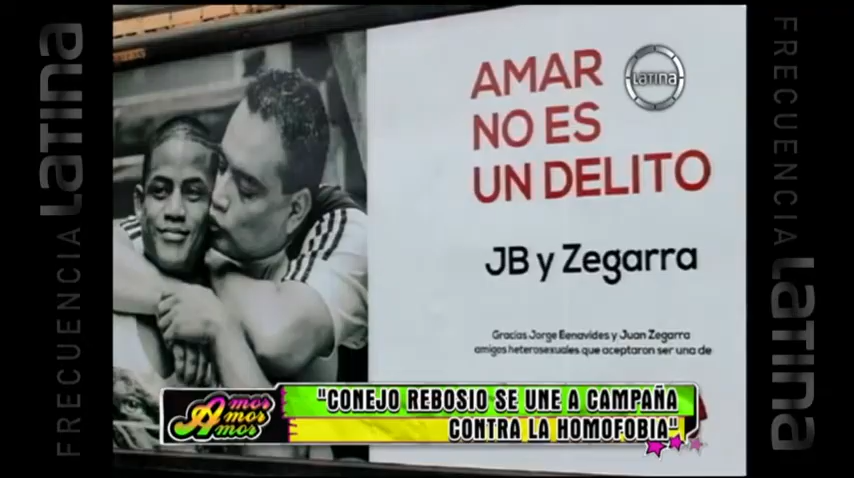 FRECUENCIA Latina
AMAR
NO ES
UN DELITO
Latina
JB y Zegarra
Gracias Jorge Benavides y Juan Zegarra
amigos heterosexuales que aceptaron ser una de
Amor
Amor
Amor
"CONEJO REBOSIO SE UNE A CAMPAÑA
CONTRA LA HOMOFOBIA"
FRECUENCIA Latina